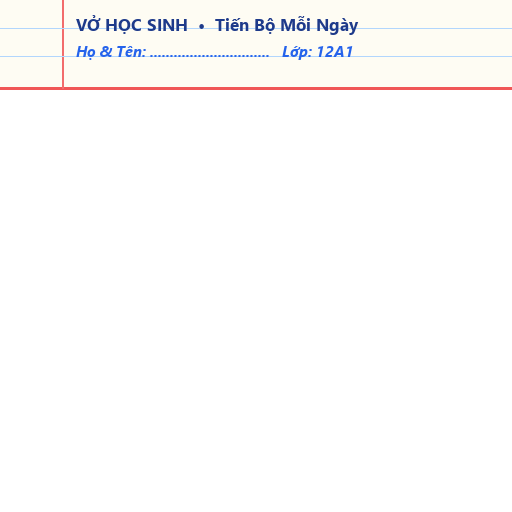 VỞ HỌC SINH • Tiến Bộ Mỗi Ngày
Họ & Tên: .............................. Lớp: 12A1